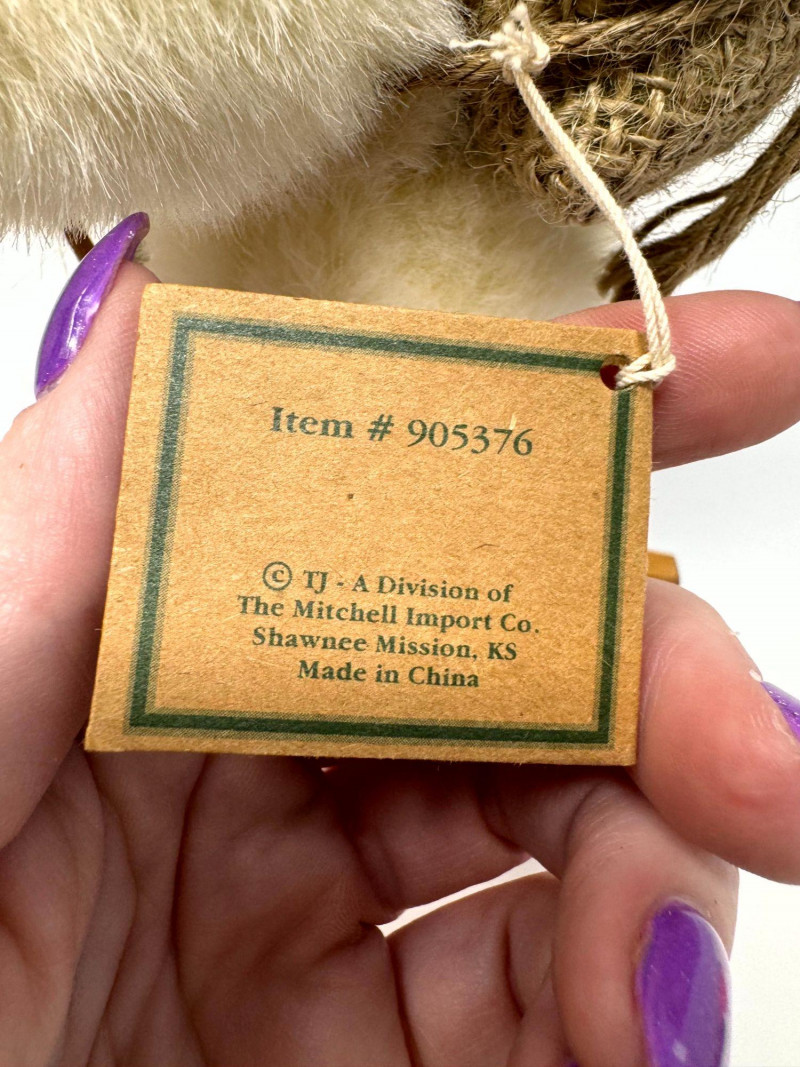 Item # 905376
© TJ - A Division of
The Mitchell Import Co.
Shawnee Mission, KS
Made in China